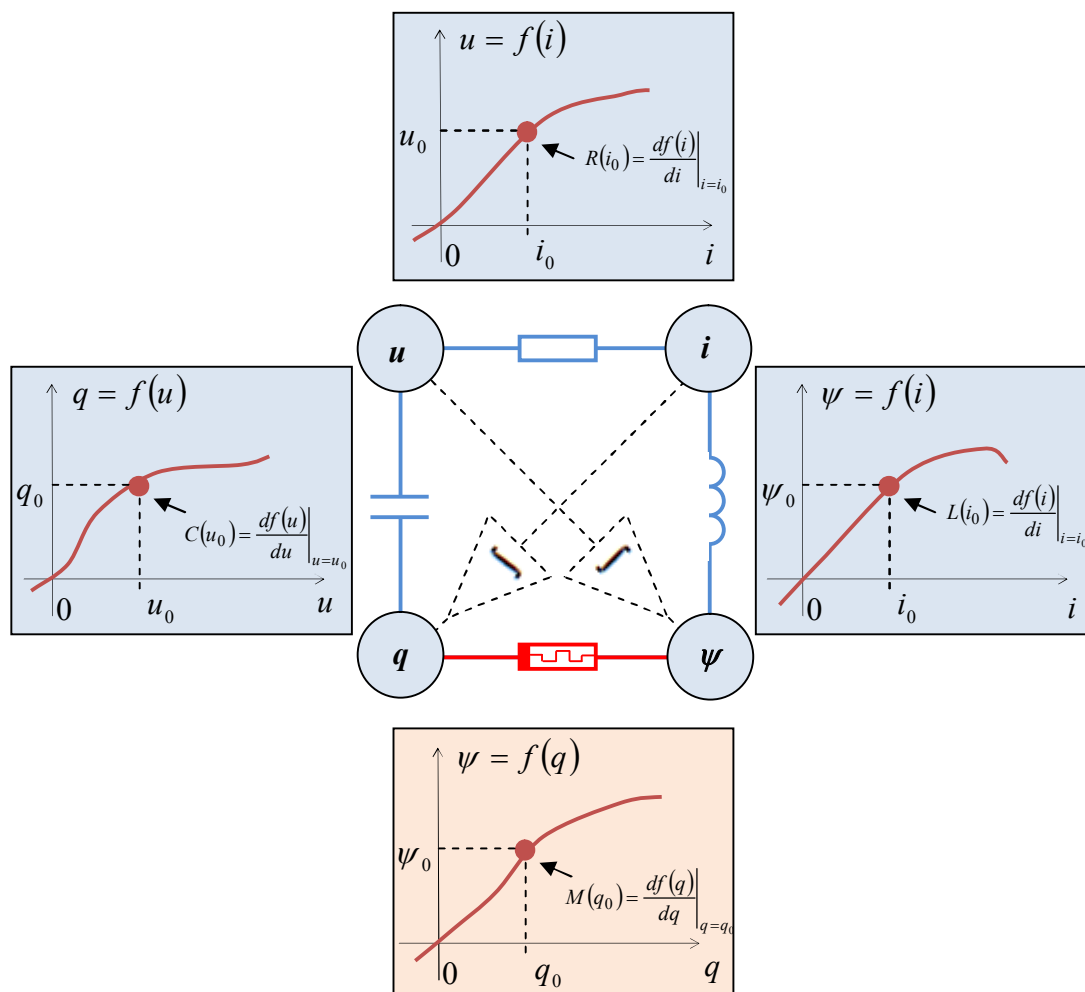 u = f(i)
u₀
R(i₀) = df(i)/di |i=i₀
0 i₀ i
u i
q = f(u)
q₀
C(u₀) = df(u)/du |u=u₀
0 u₀ u
ψ = f(i)
ψ₀
L(i₀) = df(i)/di |i=i₀
0 i₀ i
∫ ∫
q ψ
ψ = f(q)
ψ₀
M(q₀) = df(q)/dq |q=q₀
0 q₀ q